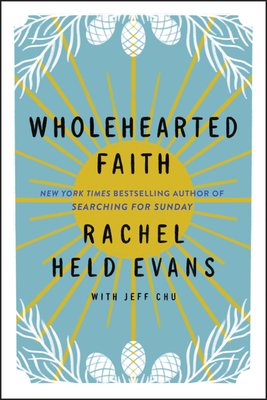 WHOLEHEARTED
FAITH
NEW YORK TIMES BESTSELLING AUTHOR OF
SEARCHING FOR SUNDAY
RACHEL
HELD EVANS
WITH JEFF CHU